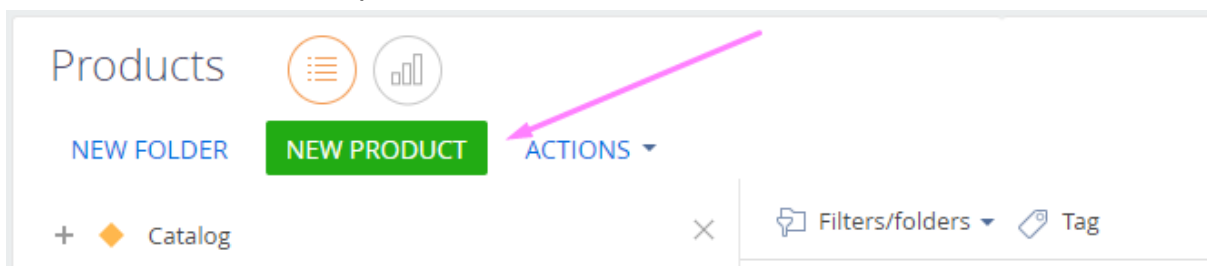 Products
NEW FOLDER NEW PRODUCT ACTIONS
Catalog
Filters/folders Tag